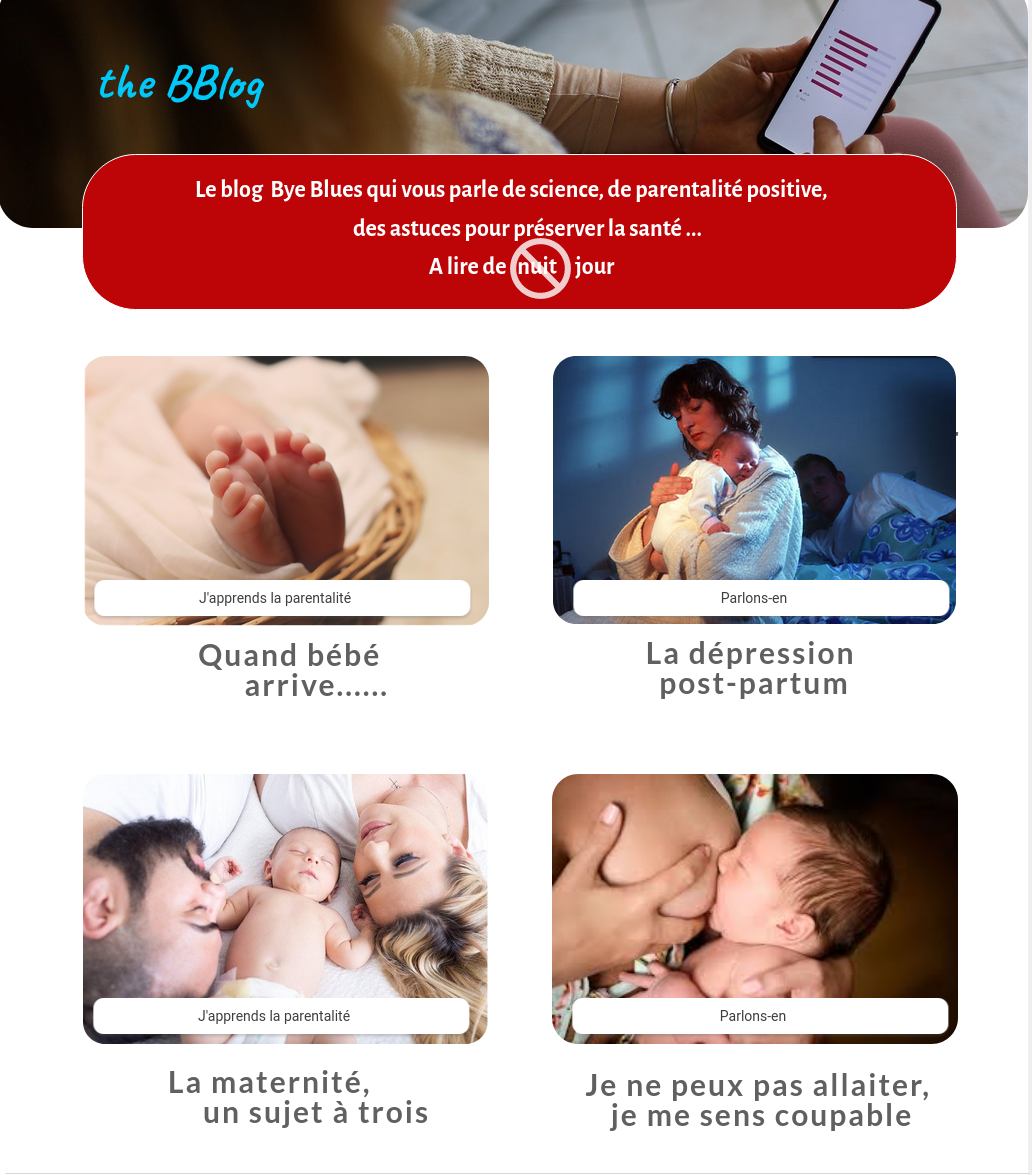 the BBlog
Le blog  Bye Blues qui vous parle de science, de parentalité positive,
des astuces pour préserver la santé ...
A lire de nuit jour
J'apprends la parentalité
Parlons-en
Quand bébé
arrive......
La dépression
post-partum
J'apprends la parentalité
Parlons-en
La maternité,
un sujet à trois
Je ne peux pas allaiter,
je me sens coupable